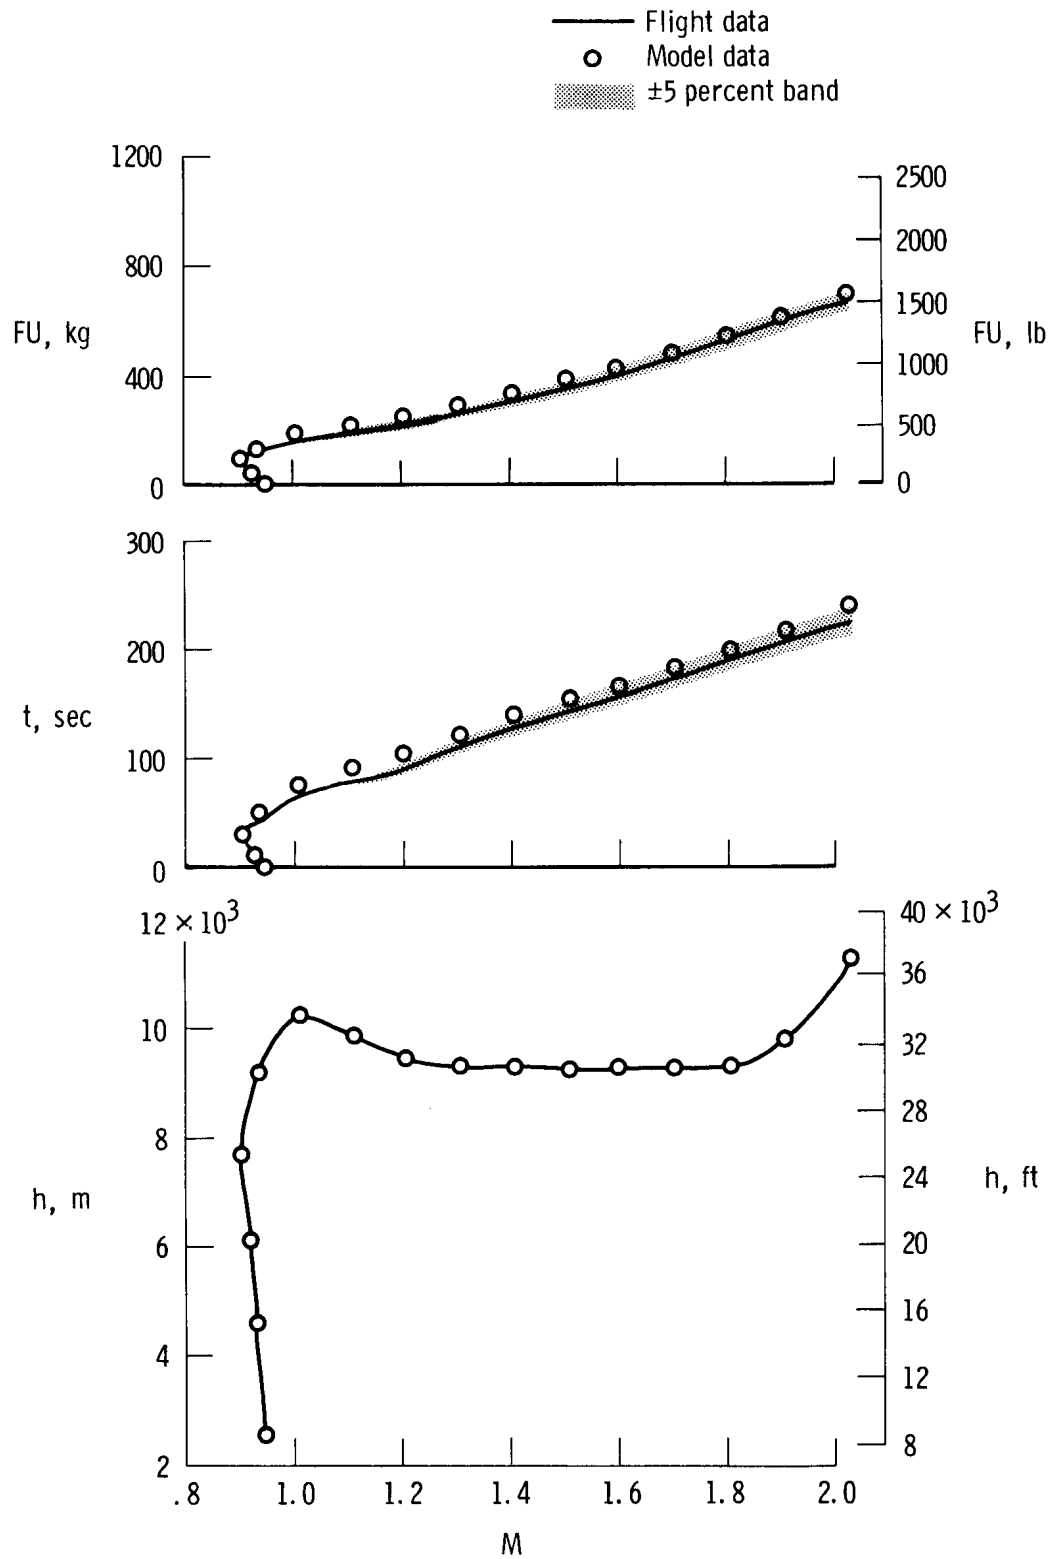 Flight data
Model data
±5 percent band
1200
800
400
0
FU, kg
2500
2000
1500
1000
500
0
FU, lb
300
200
100
0
t, sec
12 × 10³
10
8
6
4
2
h, m
40 × 10³
36
32
28
24
20
16
12
8
h, ft
.8 1.0 1.2 1.4 1.6 1.8 2.0
M